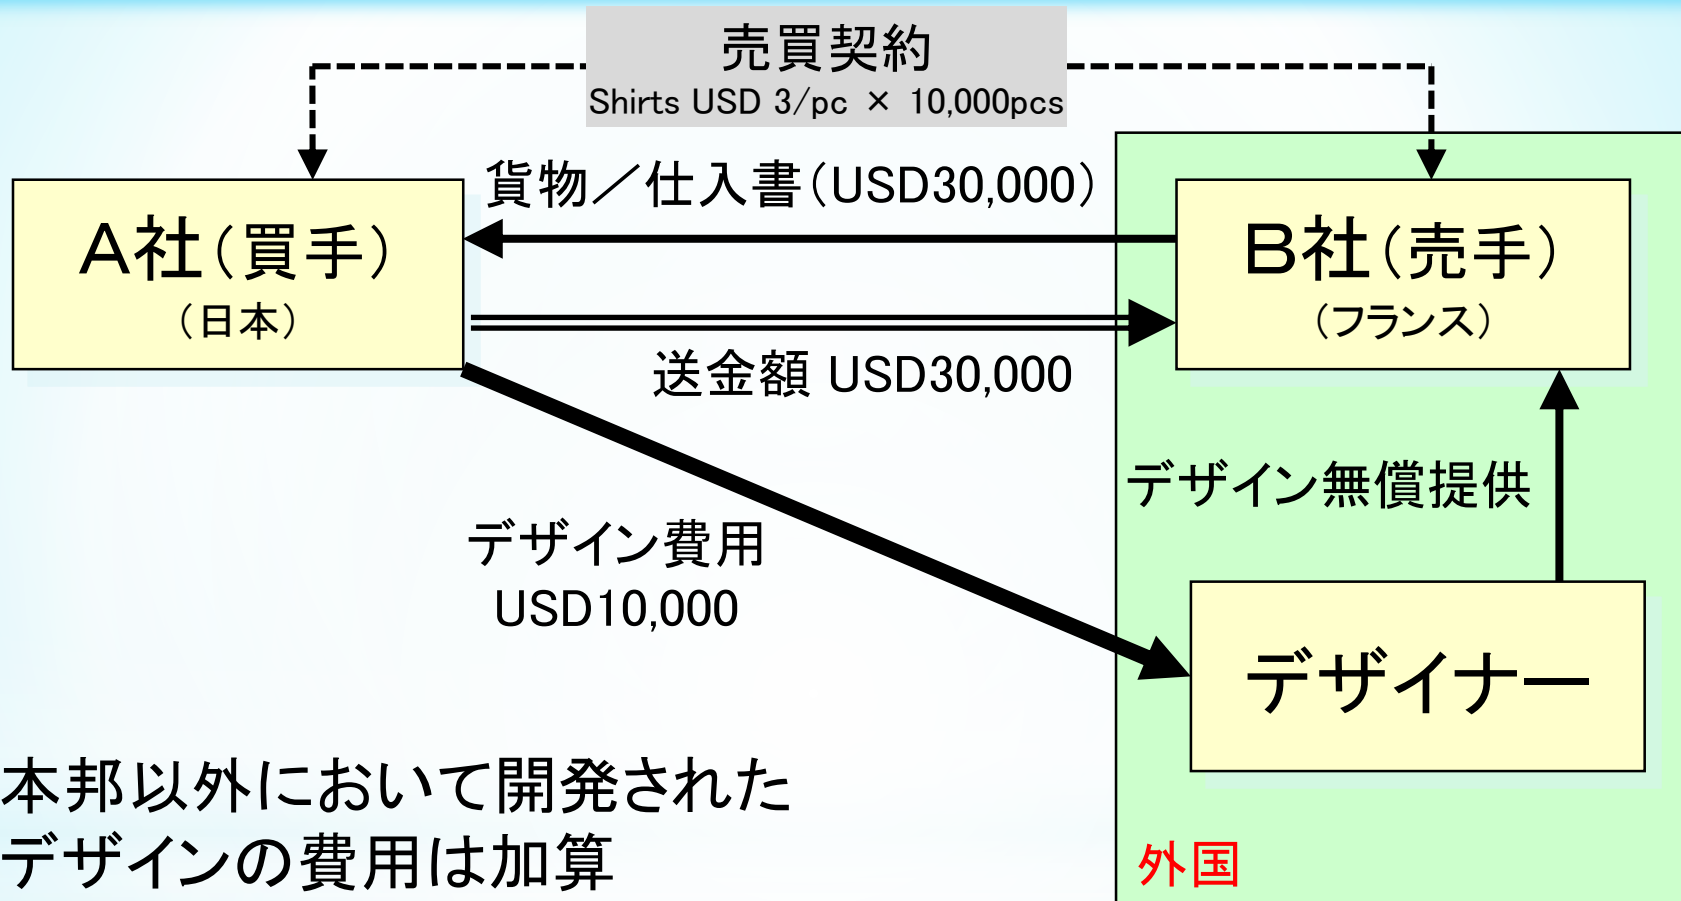 売買契約
Shirts USD 3/pc × 10,000pcs
貨物／仕入書（USD30,000）
A社（買手）
（日本）
B社（売手）
（フランス）
送金額 USD30,000
デザイン無償提供
デザイン費用
USD10,000
デザイナー
本邦以外において開発された
デザインの費用は加算
外国